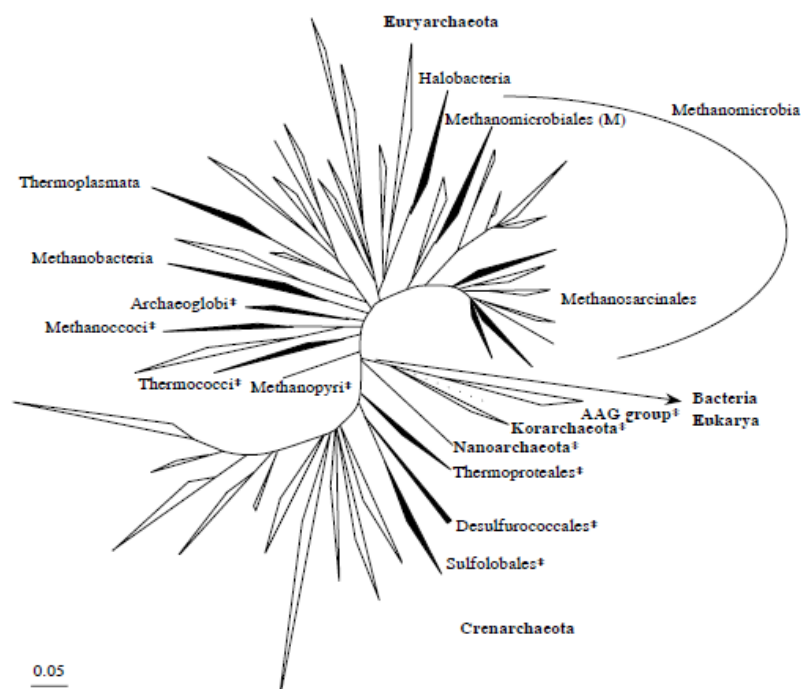 Euryarchaeota
Halobacteria
Methanomicrobia
Methanomicrobiales (M)
Thermoplasmata
Methanobacteria
Archaeoglobi*
Methanosarcinales
Methanoccoci*
Thermococci*
Methanopyri*
Bacteria
AAG group*
Eukarya
Korarchaeota*
Nanoarchaeota*
Thermoproteales*
Desulfurococcales*
Sulfolobales*
Crenarchaeota
0.05